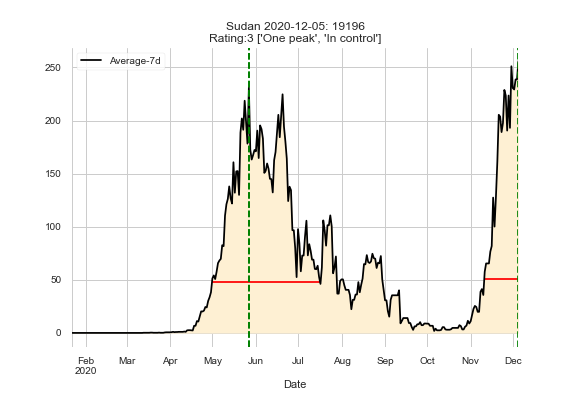 Sudan 2020-12-05: 19196
Rating:3 ['One peak', 'In control']
Average-7d
250
200
150
100
50
0
Feb Mar Apr May Jun Jul Aug Sep Oct Nov Dec
2020
Date